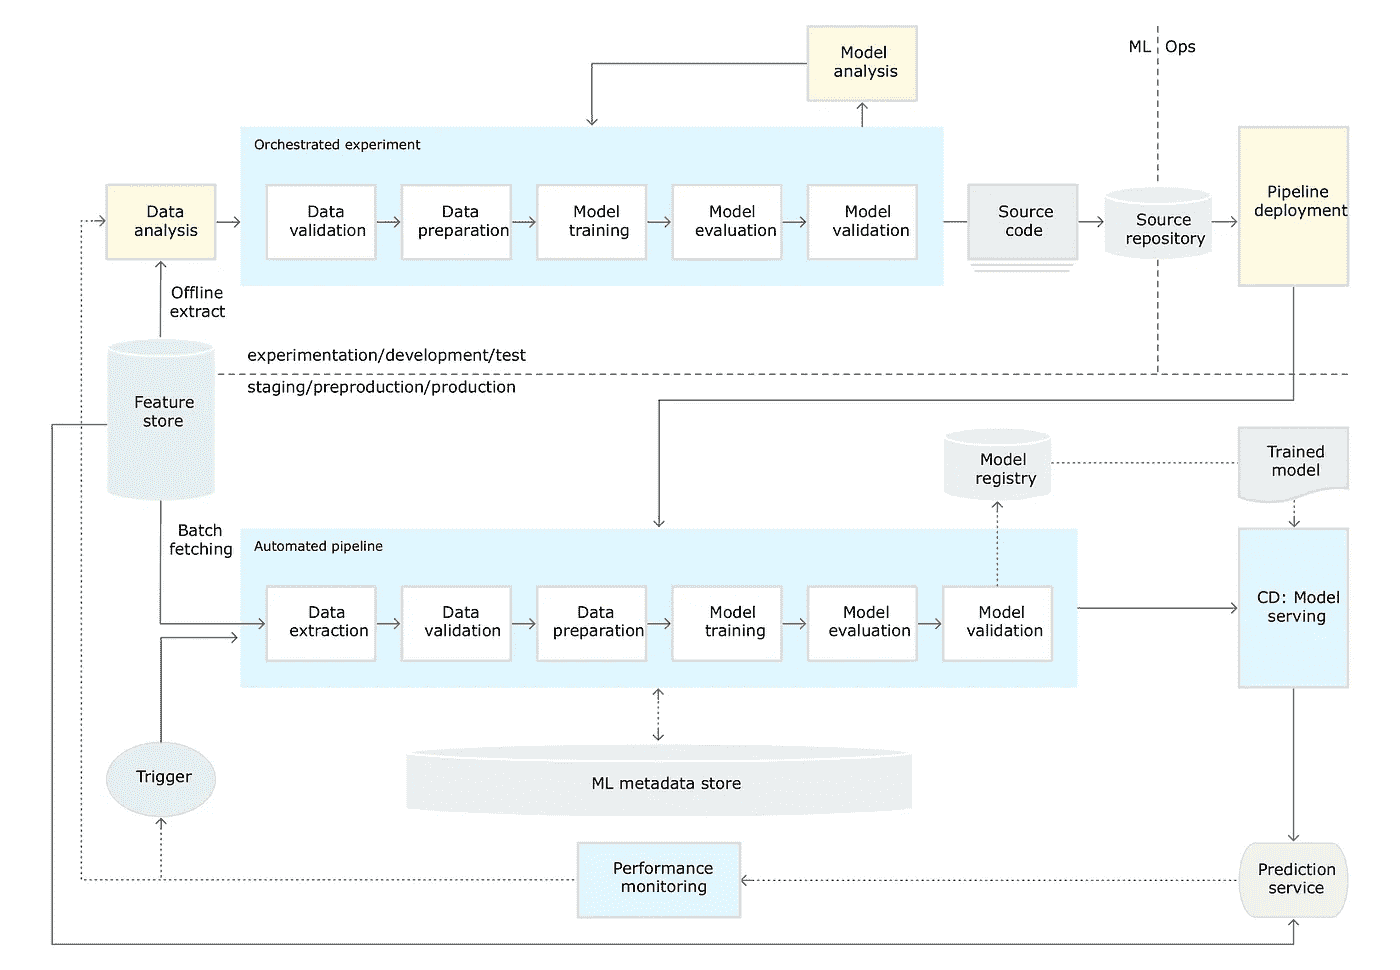 Model
analysis
ML
Ops
Orchestrated experiment
Data
analysis
Data
validation
Data
preparation
Model
training
Model
evaluation
Model
validation
Source
code
Source
repository
Pipeline
deployment
Offline
extract
experimentation/development/test
staging/preproduction/production
Feature
store
Model
registry
Trained
model
Batch
fetching
Automated pipeline
Data
extraction
Data
validation
Data
preparation
Model
training
Model
evaluation
Model
validation
CD: Model
serving
Trigger
ML metadata store
Performance
monitoring
Prediction
service